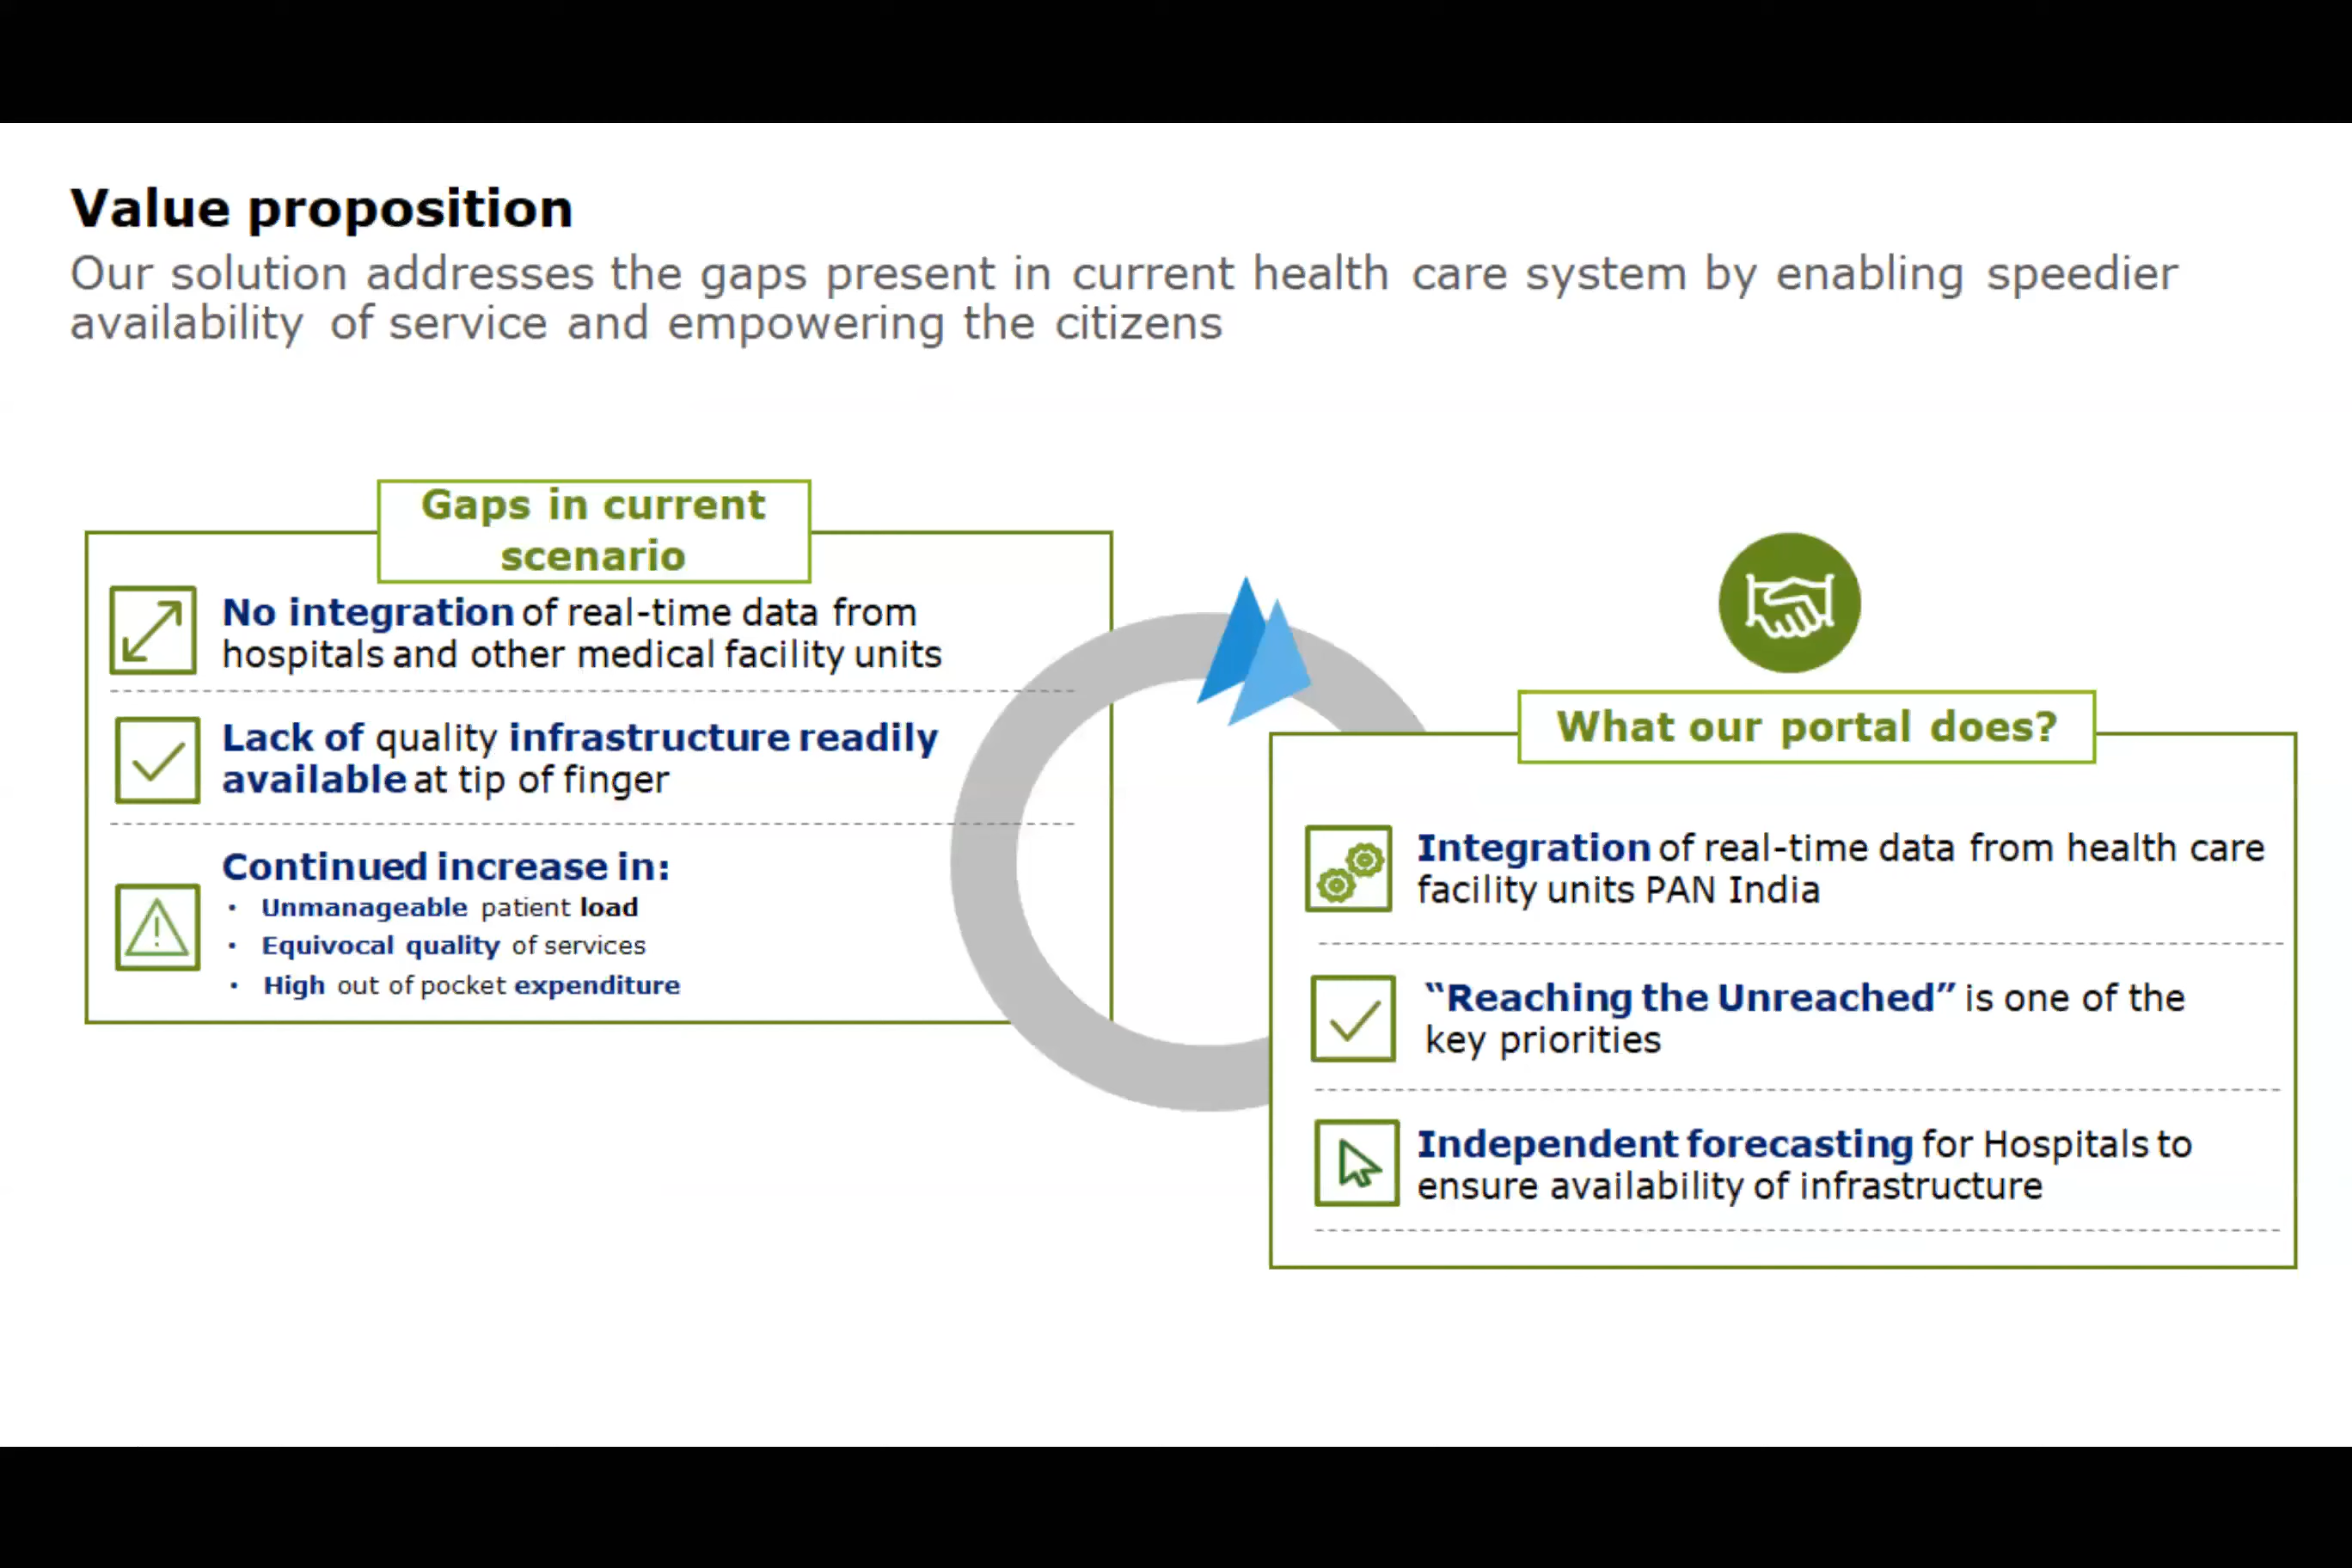 Value proposition
Our solution addresses the gaps present in current health care system by enabling speedier
availability of service and empowering the citizens
Gaps in current
scenario
No integration of real-time data from
hospitals and other medical facility units
Lack of quality infrastructure readily
available at tip of finger
Continued increase in:
• Unmanageable patient load
• Equivocal quality of services
• High out of pocket expenditure
What our portal does?
Integration of real-time data from health care
facility units PAN India
“Reaching the Unreached” is one of the
key priorities
Independent forecasting for Hospitals to
ensure availability of infrastructure